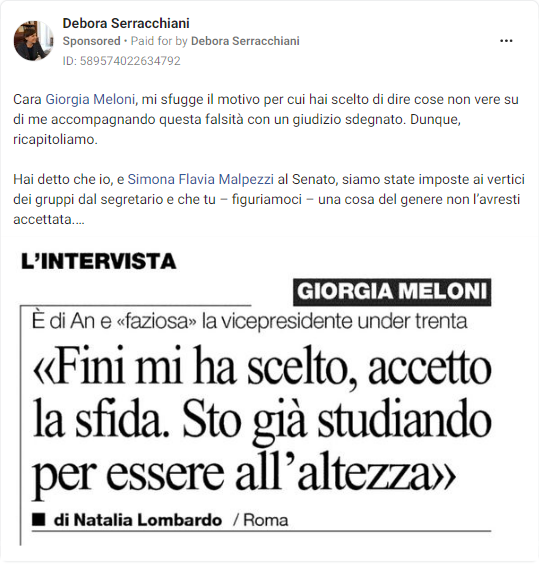 Debora Serracchiani
Sponsored • Paid for by Debora Serracchiani
ID: 589574022634792
Cara Giorgia Meloni, mi sfugge il motivo per cui hai scelto di dire cose non vere su
di me accompagnando questa falsità con un giudizio sdegnato. Dunque,
ricapitoliamo.
Hai detto che io, e Simona Flavia Malpezzi al Senato, siamo state imposte ai vertici
dei gruppi dal segretario e che tu – figuriamoci – una cosa del genere non l’avresti
accettata....
L'INTERVISTA
GIORGIA MELONI
È di An e «faziosa» la vicepresidente under trenta
«Fini mi ha scelto, accetto
la sfida. Sto già studiando
per essere all’altezza»
■ di Natalia Lombardo / Roma